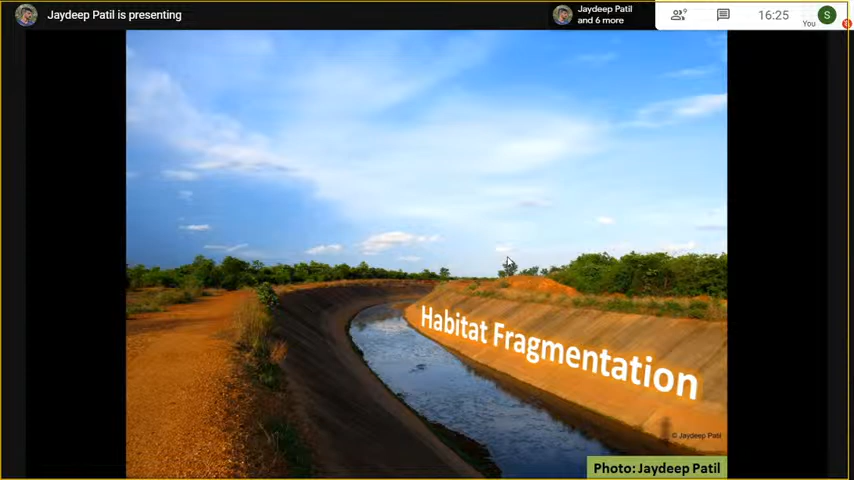 Jaydeep Patil is presenting
Jaydeep Patil
and 6 more
16:25
You
S
Habitat Fragmentation
© Jaydeep Patil
Photo: Jaydeep Patil